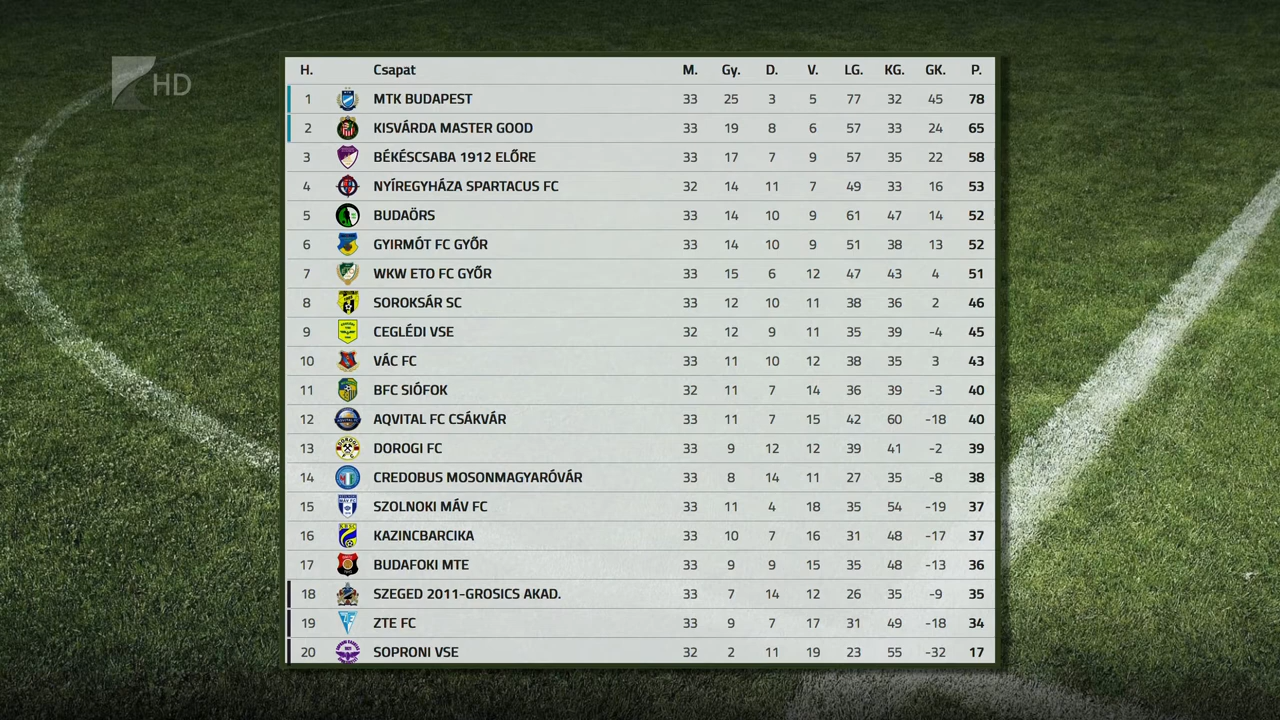 HD
H. Csapat M. Gy. D. V. LG. KG. GK. P.
1 MTK BUDAPEST 33 25 3 5 77 32 45 78
2 KISVÁRDA MASTER GOOD 33 19 8 6 57 33 24 65
3 BÉKÉSCSABA 1912 ELŐRE 33 17 7 9 57 35 22 58
4 NYÍREGYHÁZA SPARTACUS FC 32 14 11 7 49 33 16 53
5 BUDAÖRS 33 14 10 9 61 47 14 52
6 GYIRMÓT FC GYŐR 33 14 10 9 51 38 13 52
7 WKW ETO FC GYŐR 33 15 6 12 47 43 4 51
8 SOROKSÁR SC 33 12 10 11 38 36 2 46
9 CEGLÉDI VSE 32 12 9 11 35 39 -4 45
10 VÁC FC 33 11 10 12 38 35 3 43
11 BFC SIÓFOK 32 11 7 14 36 39 -3 40
12 AQVITAL FC CSÁKVÁR 33 11 7 15 42 60 -18 40
13 DOROGI FC 33 9 12 12 39 41 -2 39
14 CREDOBUS MOSONMAGYARÓVÁR 33 8 14 11 27 35 -8 38
15 SZOLNOKI MÁV FC 33 11 4 18 35 54 -19 37
16 KAZINCBARCIKA 33 10 7 16 31 48 -17 37
17 BUDAFOKI MTE 33 9 9 15 35 48 -13 36
18 SZEGED 2011-GROSICS AKAD. 33 7 14 12 26 35 -9 35
19 ZTE FC 33 9 7 17 31 49 -18 34
20 SOPRONI VSE 32 2 11 19 23 55 -32 17